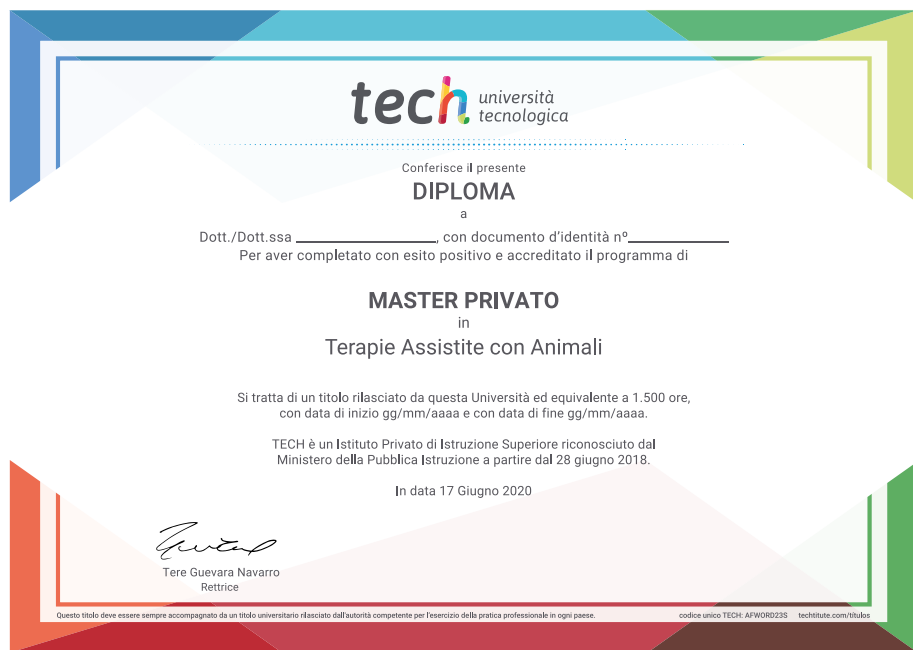 tech università
tecnologica
Conferisce il presente
DIPLOMA
a
Dott./Dott.ssa ______________, con documento d'identità nº__________
Per aver completato con esito positivo e accreditato il programma di
MASTER PRIVATO
in
Terapie Assistite con Animali
Si tratta di un titolo rilasciato da questa Università ed equivalente a 1.500 ore,
con data di inizio gg/mm/aaaa e con data di fine gg/mm/aaaa.
TECH è un Istituto Privato di Istruzione Superiore riconosciuto dal
Ministero della Pubblica Istruzione a partire dal 28 giugno 2018.
In data 17 Giugno 2020
Tere Guevara Navarro
Rettrice
Questo titolo deve essere sempre accompagnato da un titolo universitario rilasciato dall'autorità competente per l'esercizio della pratica professionale in ogni paese. codice unico TECH: AFWORD23S techtitute.com/titulos